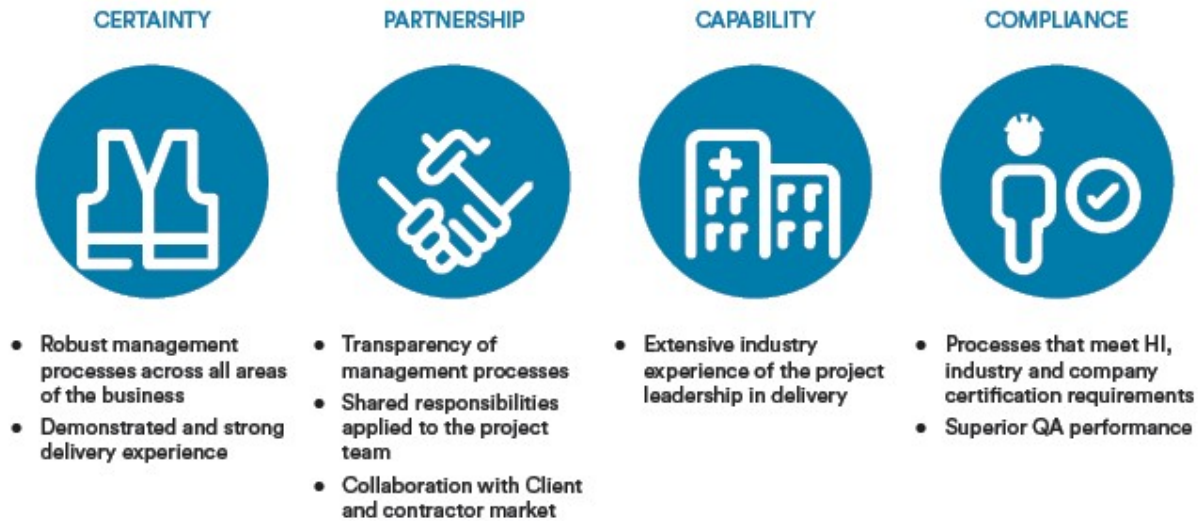 CERTAINTY
● Robust management
processes across all areas
of the business
● Demonstrated and strong
delivery experience
PARTNERSHIP
● Transparency of
management processes
● Shared responsibilities
applied to the project
team
● Collaboration with Client
and contractor market
CAPABILITY
● Extensive industry
experience of the project
leadership in delivery
COMPLIANCE
● Processes that meet HI,
industry and company
certification requirements
● Superior QA performance